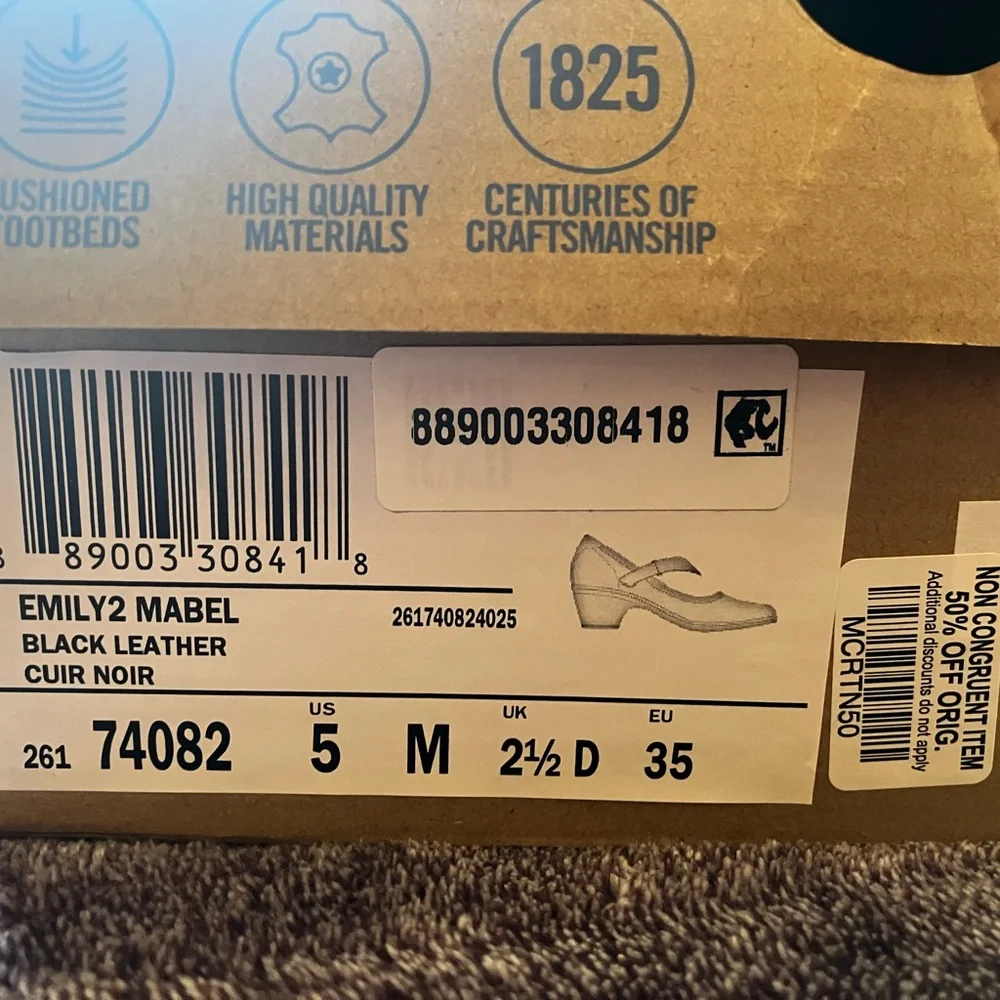 1825
USHIONED
OOTBEDS
HIGH QUALITY
MATERIALS
CENTURIES OF
CRAFTSMANSHIP
889003308418
TM
8 89003 30841 8
EMILY2 MABEL
261740824025
BLACK LEATHER
CUIR NOIR
US
UK
EU
261 74082 5 M 2½ D 35
NON CONGRUENT ITEM
50% OFF ORIG.
Additional discounts do not apply
MCRTN50